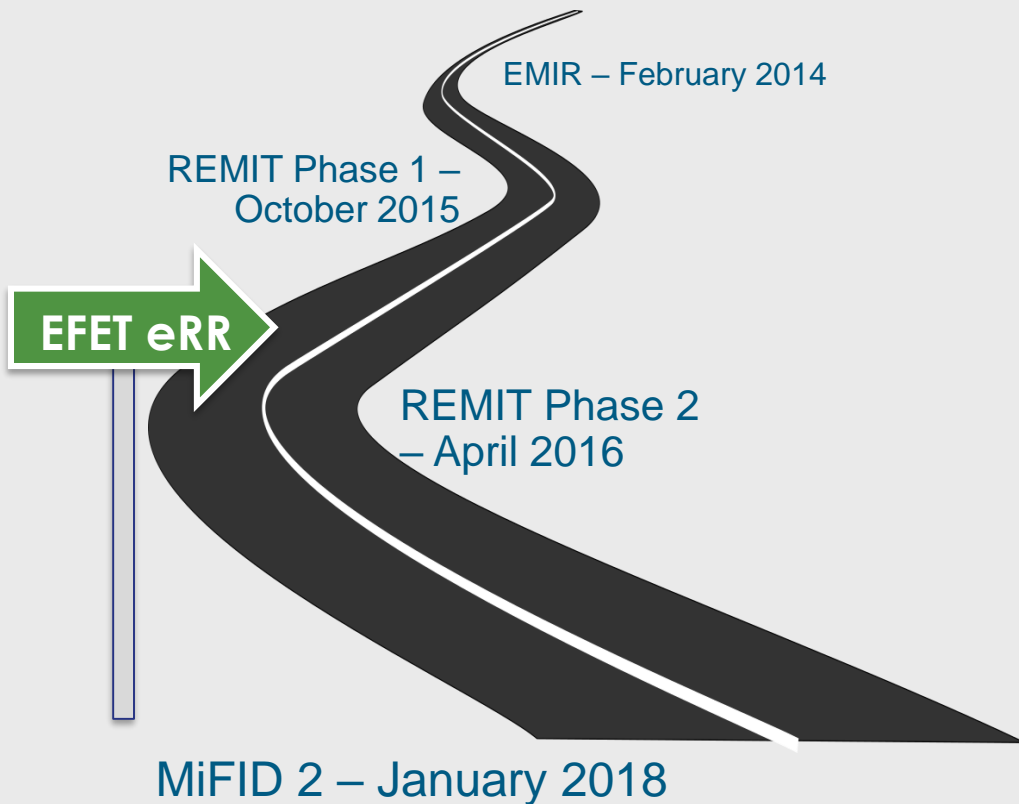 EMIR – February 2014
REMIT Phase 1 –
October 2015
EFET eRR
REMIT Phase 2
– April 2016
MiFID 2 – January 2018